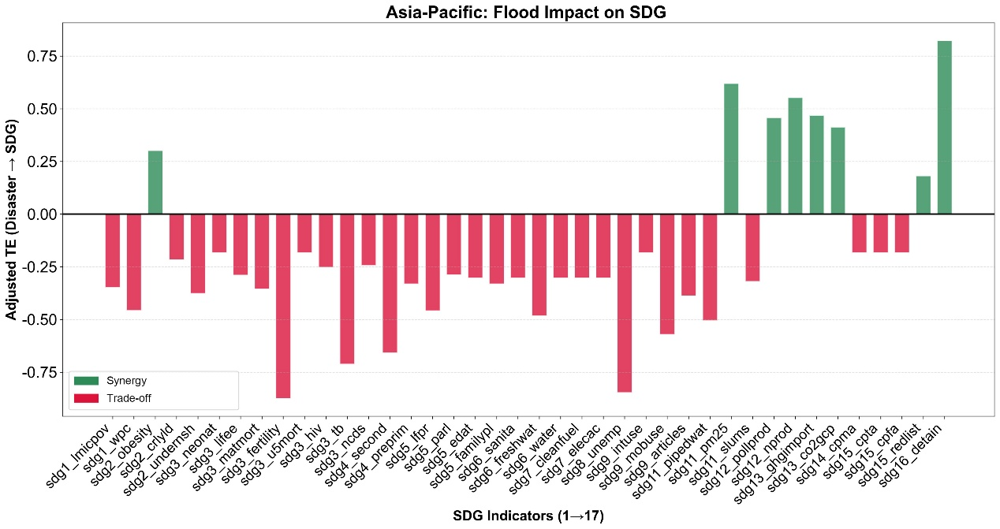 Asia-Pacific: Flood Impact on SDG
Adjusted TE (Disaster → SDG)
0.75
0.50
0.25
0.00
-0.25
-0.50
-0.75
Synergy
Trade-off
sdg1_lmicpov
sdg1_wpc
sdg2_obesity
sdg2_crlyld
sdg2_undernsh
sdg3_neonat
sdg3_lifee
sdg3_matmort
sdg3_fertility
sdg3_u5mort
sdg3_hiv
sdg3_tb
sdg3_ncds
sdg4_second
sdg4_preprim
sdg5_lfpr
sdg5_parl
sdg5_edat
sdg5_familypl
sdg6_sanita
sdg6_freshwat
sdg6_water
sdg7_cleanfuel
sdg7_elecac
sdg8_unemp
sdg9_intuse
sdg9_mobuse
sdg9_articles
sdg11_pipedwat
sdg11_pm25
sdg11_slums
sdg12_pollprod
sdg12_nprod
sdg13_ghgimport
sdg13_co2gcp
sdg14_cpma
sdg15_cpta
sdg15_cpfa
sdg15_redlist
sdg16_detain
SDG Indicators (1→17)